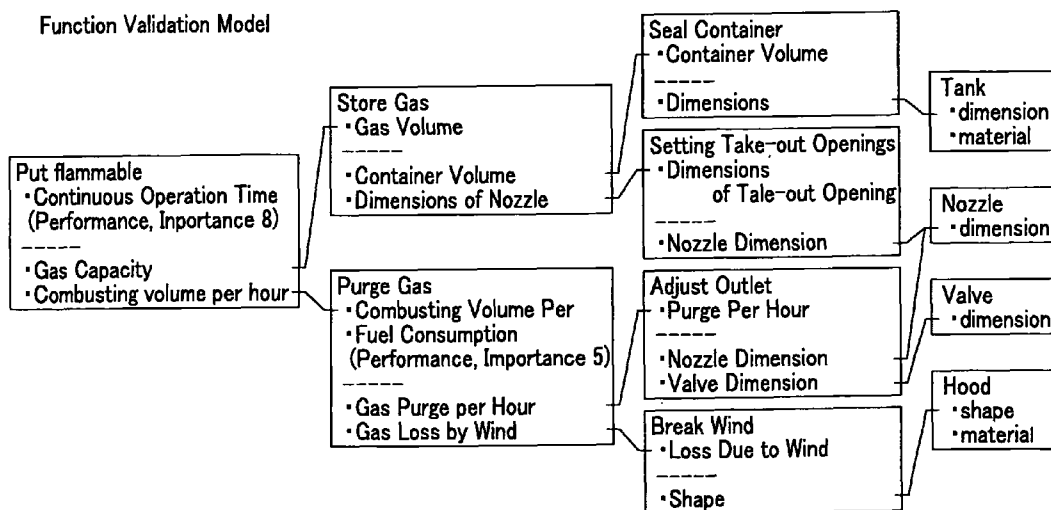 Function Validation Model
Put flammable
・Continuous Operation Time
(Performance, Inportance 8)
-----
・Gas Capacity
・Combusting volume per hour
Store Gas
・Gas Volume
-----
・Container Volume
・Dimensions of Nozzle
Purge Gas
・Combusting Volume Per
・Fuel Consumption
(Performance, Importance 5)
-----
・Gas Purge per Hour
・Gas Loss by Wind
Seal Container
・Container Volume
-----
・Dimensions
Setting Take-out Openings
・Dimensions
of Tale-out Opening
-----
・Nozzle Dimension
Adjust Outlet
・Purge Per Hour
-----
・Nozzle Dimension
・Valve Dimension
Break Wind
・Loss Due to Wind
-----
・Shape
Tank
・dimension
・material
Nozzle
・dimension
Valve
・dimension
Hood
・shape
・material